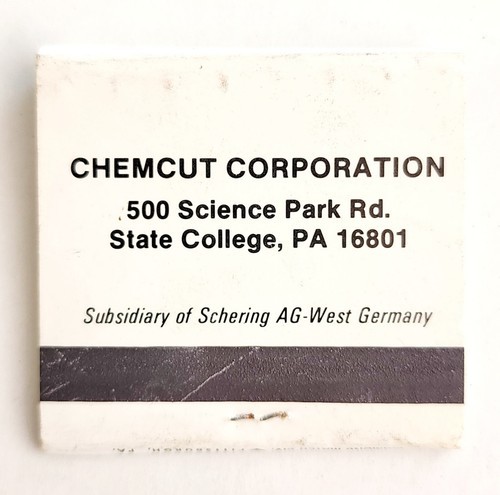 CHEMCUT CORPORATION
500 Science Park Rd.
State College, PA 16801
Subsidiary of Schering AG-West Germany